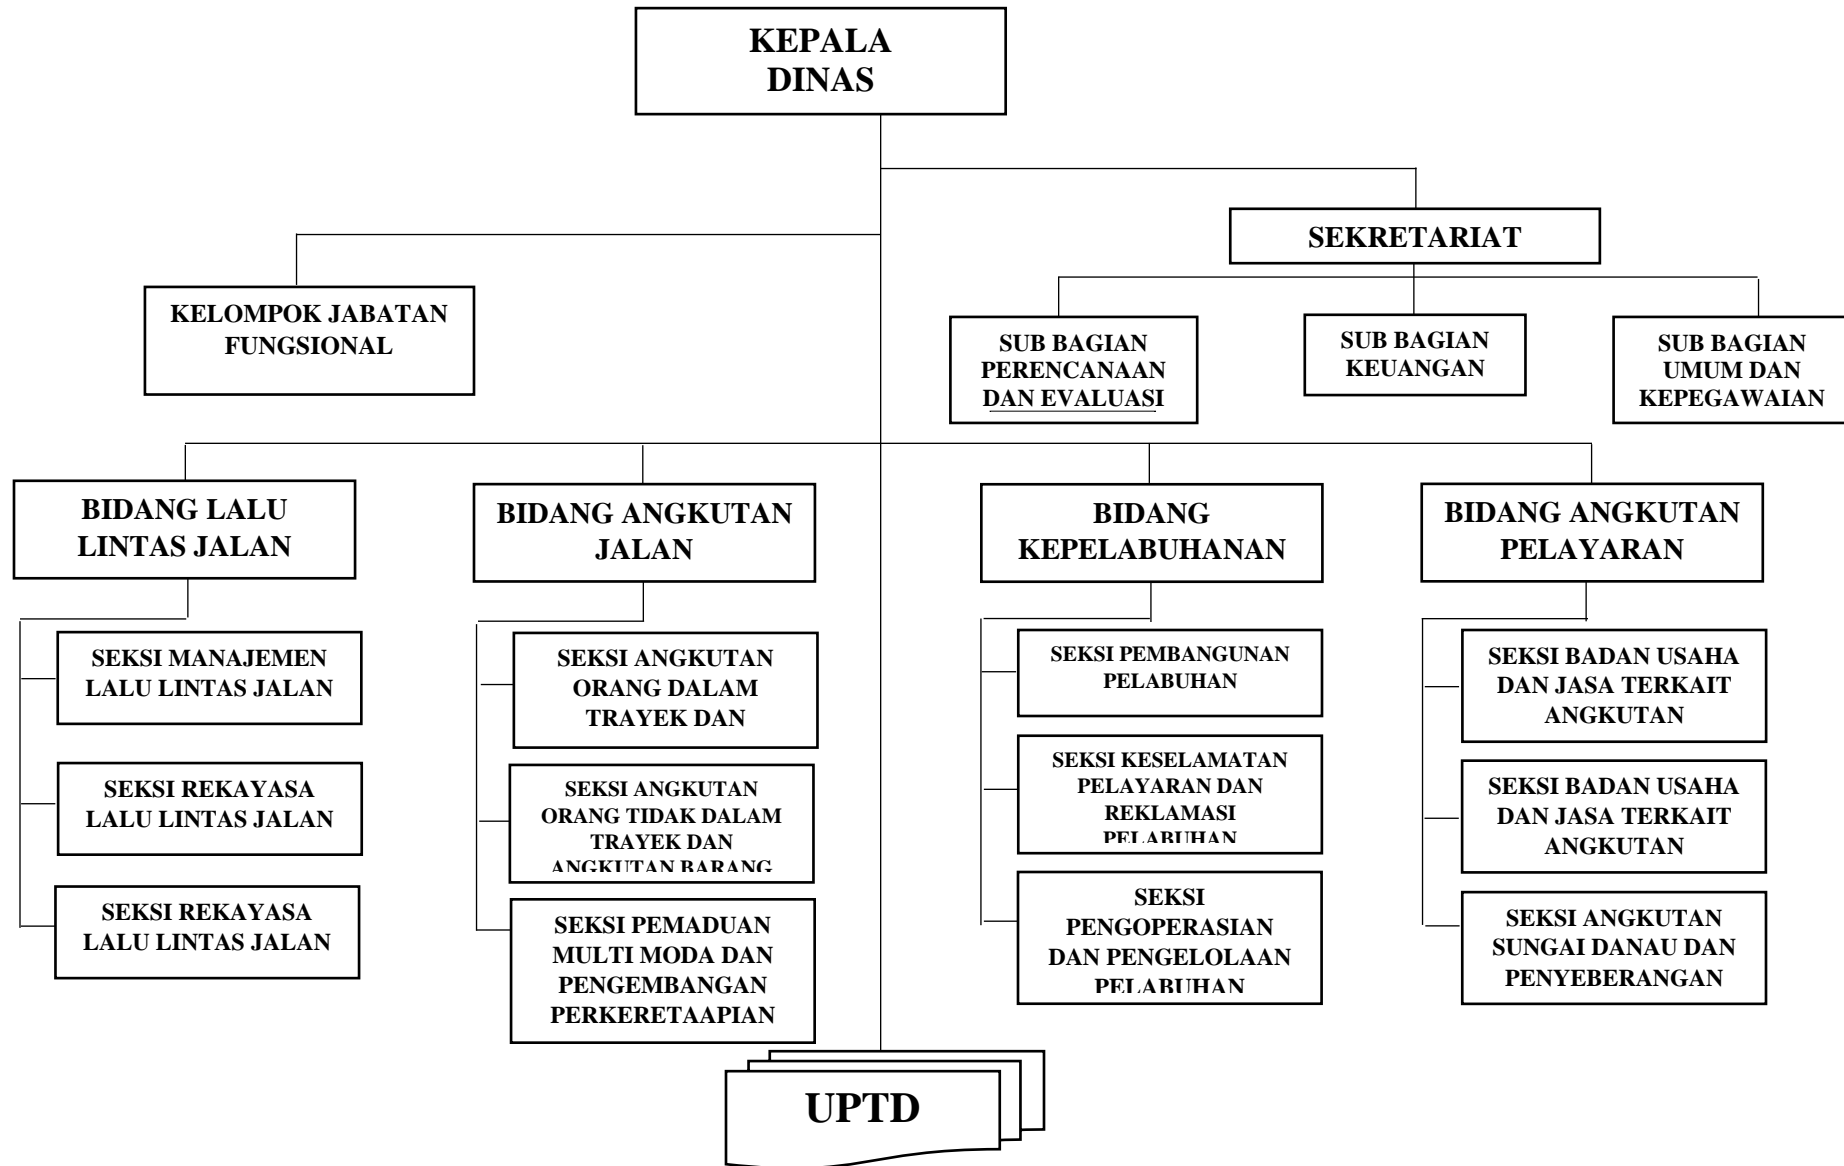 KEPALA
DINAS
SEKRETARIAT
KELOMPOK JABATAN
FUNGSIONAL
SUB BAGIAN
PERENCANAAN
DAN EVALUASI
SUB BAGIAN
KEUANGAN
SUB BAGIAN
UMUM DAN
KEPEGAWAIAN
BIDANG LALU
LINTAS JALAN
BIDANG ANGKUTAN
JALAN
BIDANG
KEPELABUHANAN
BIDANG ANGKUTAN
PELAYARAN
SEKSI MANAJEMEN
LALU LINTAS JALAN
SEKSI REKAYASA
LALU LINTAS JALAN
SEKSI REKAYASA
LALU LINTAS JALAN
SEKSI ANGKUTAN
ORANG DALAM
TRAYEK DAN
SEKSI ANGKUTAN
ORANG TIDAK DALAM
TRAYEK DAN
ANGKUTAN BARANG
SEKSI PEMADUAN
MULTI MODA DAN
PENGEMBANGAN
PERKERETAAPIAN
SEKSI PEMBANGUNAN
PELABUHAN
SEKSI KESELAMATAN
PELAYARAN DAN
REKLAMASI
PELABUHAN
SEKSI
PENGOPERASIAN
DAN PENGELOLAAN
PELABUHAN
SEKSI BADAN USAHA
DAN JASA TERKAIT
ANGKUTAN
SEKSI BADAN USAHA
DAN JASA TERKAIT
ANGKUTAN
SEKSI ANGKUTAN
SUNGAI DANAU DAN
PENYEBERANGAN
UPTD